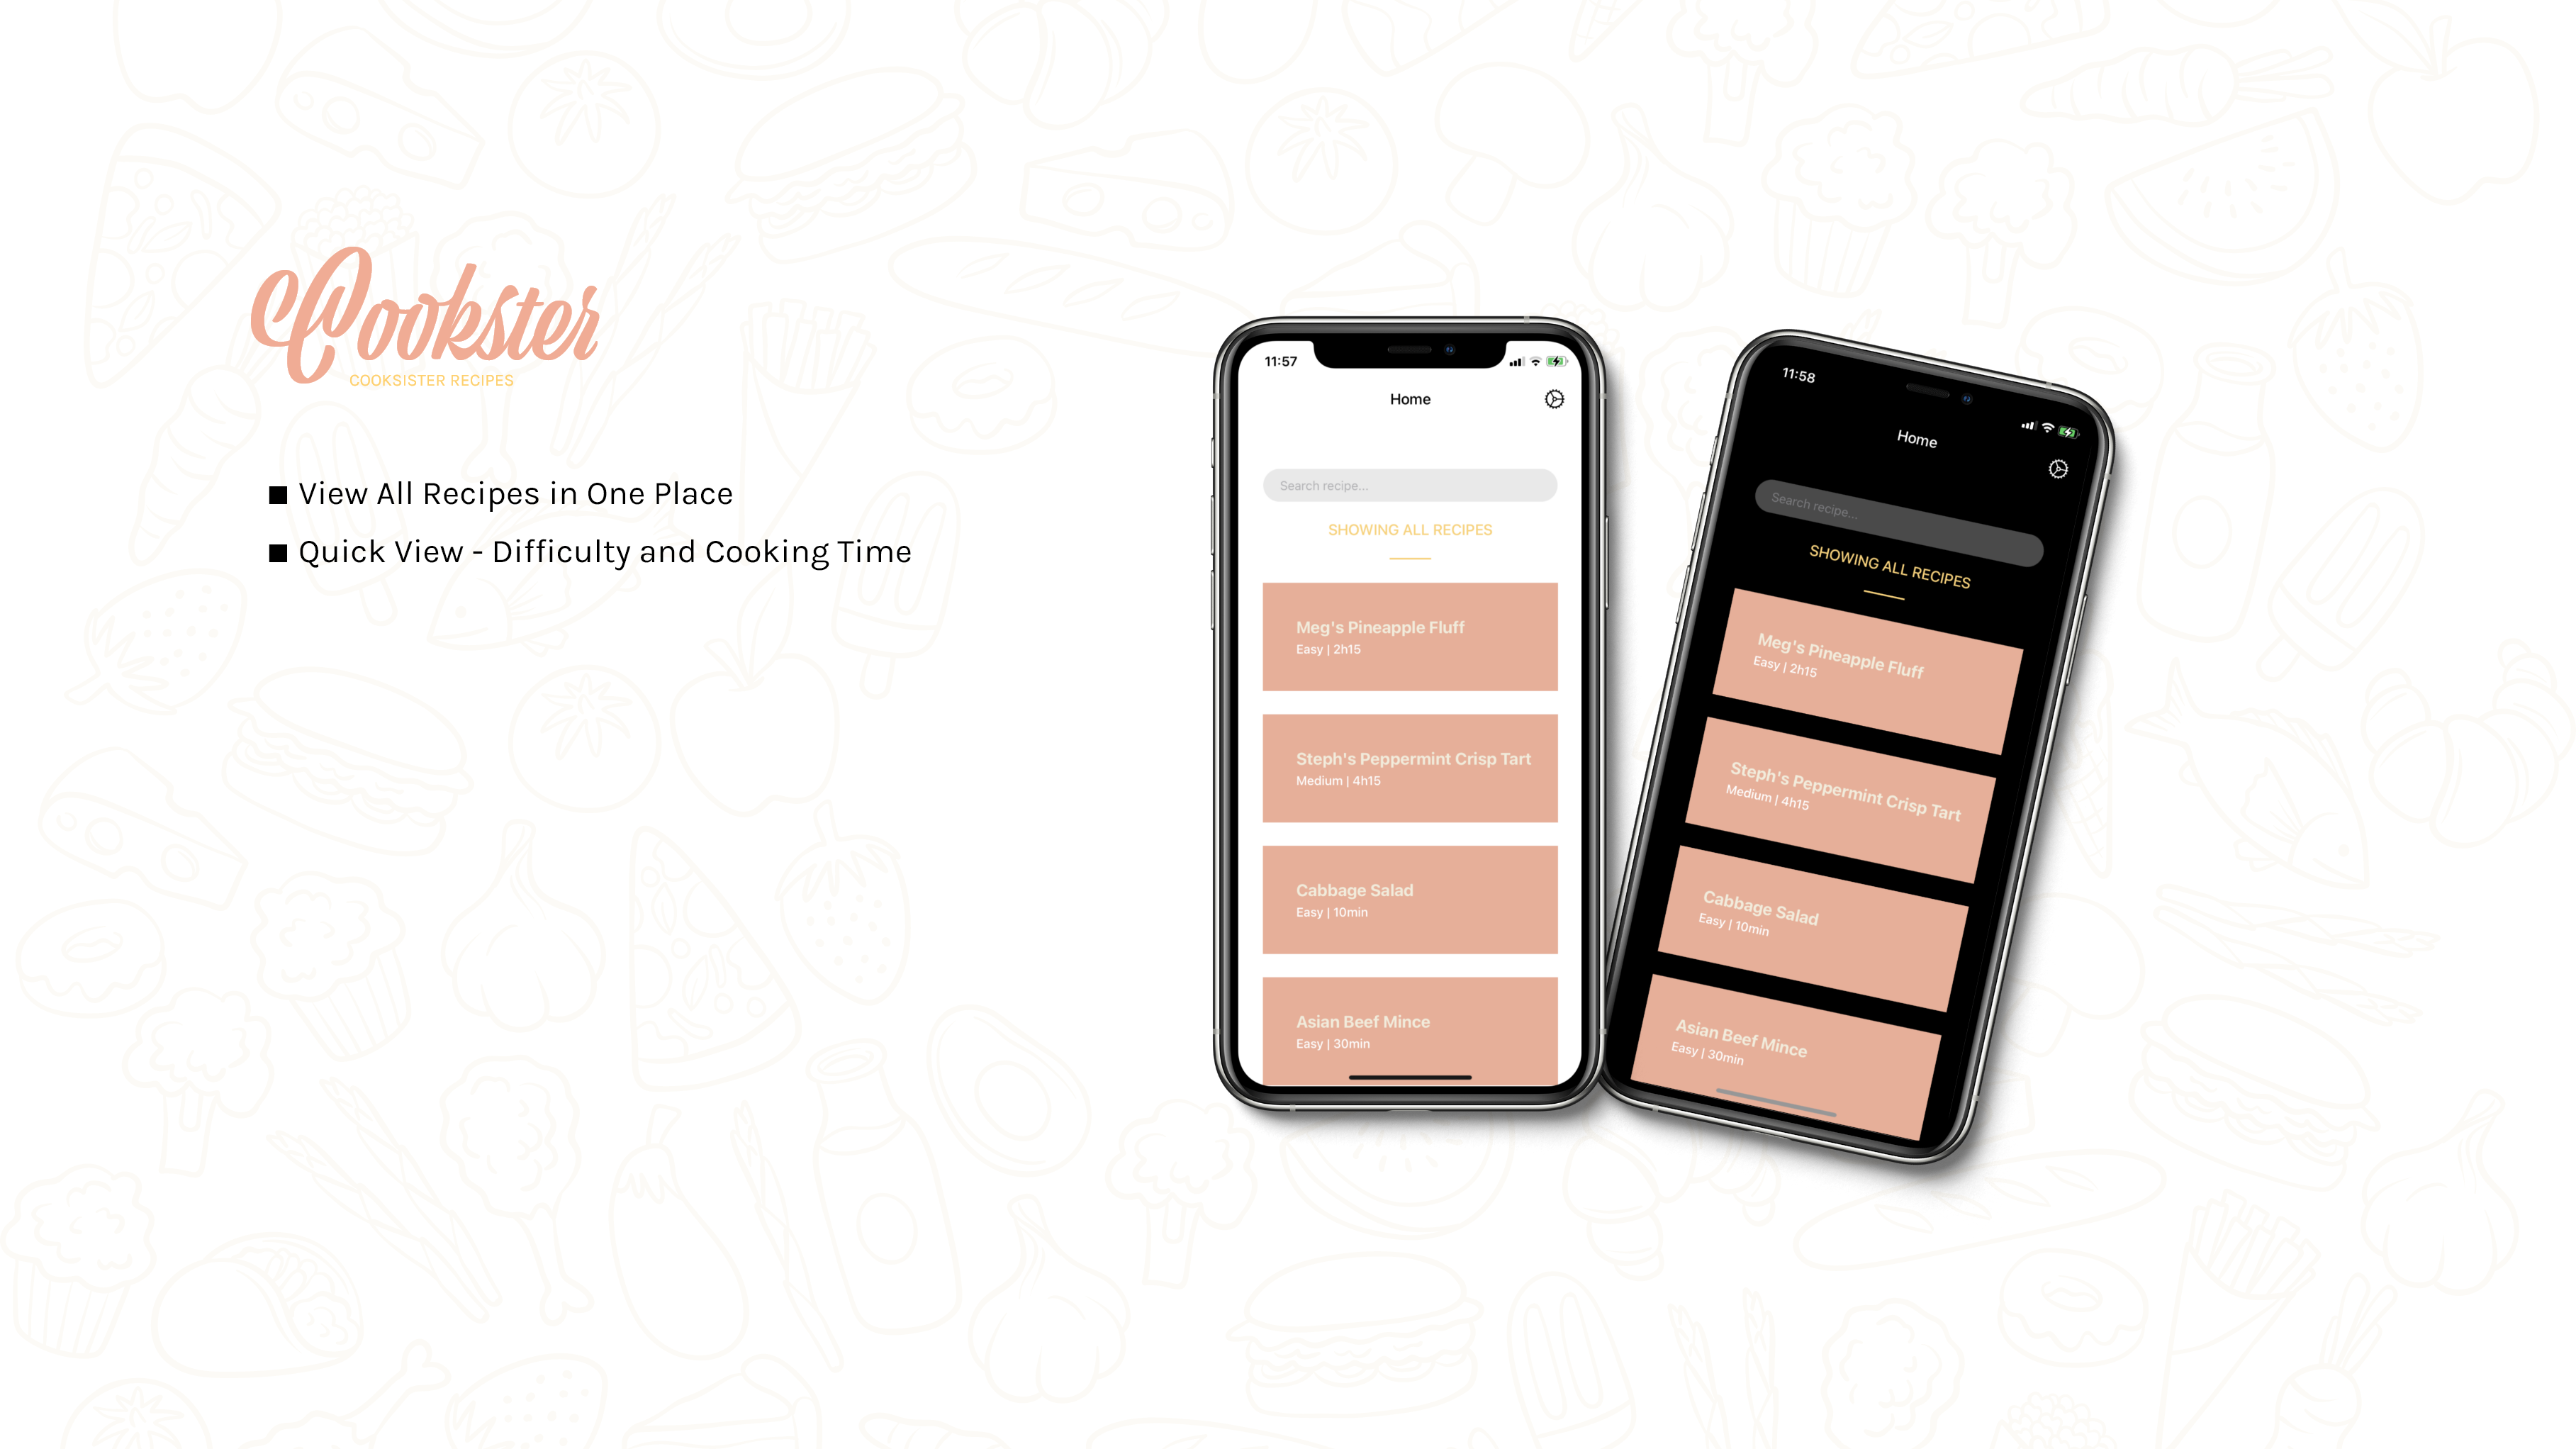 Cookster
COOKSISTER RECIPES
View All Recipes in One Place
Quick View - Difficulty and Cooking Time
11:57
Home
Search recipe...
SHOWING ALL RECIPES
Meg's Pineapple Fluff
Easy | 2h15
Steph's Peppermint Crisp Tart
Medium | 4h15
Cabbage Salad
Easy | 10min
Asian Beef Mince
Easy | 30min
11:58
Home
Search recipe...
SHOWING ALL RECIPES
Meg's Pineapple Fluff
Easy | 2h15
Steph's Peppermint Crisp Tart
Medium | 4h15
Cabbage Salad
Easy | 10min
Asian Beef Mince
Easy | 30min